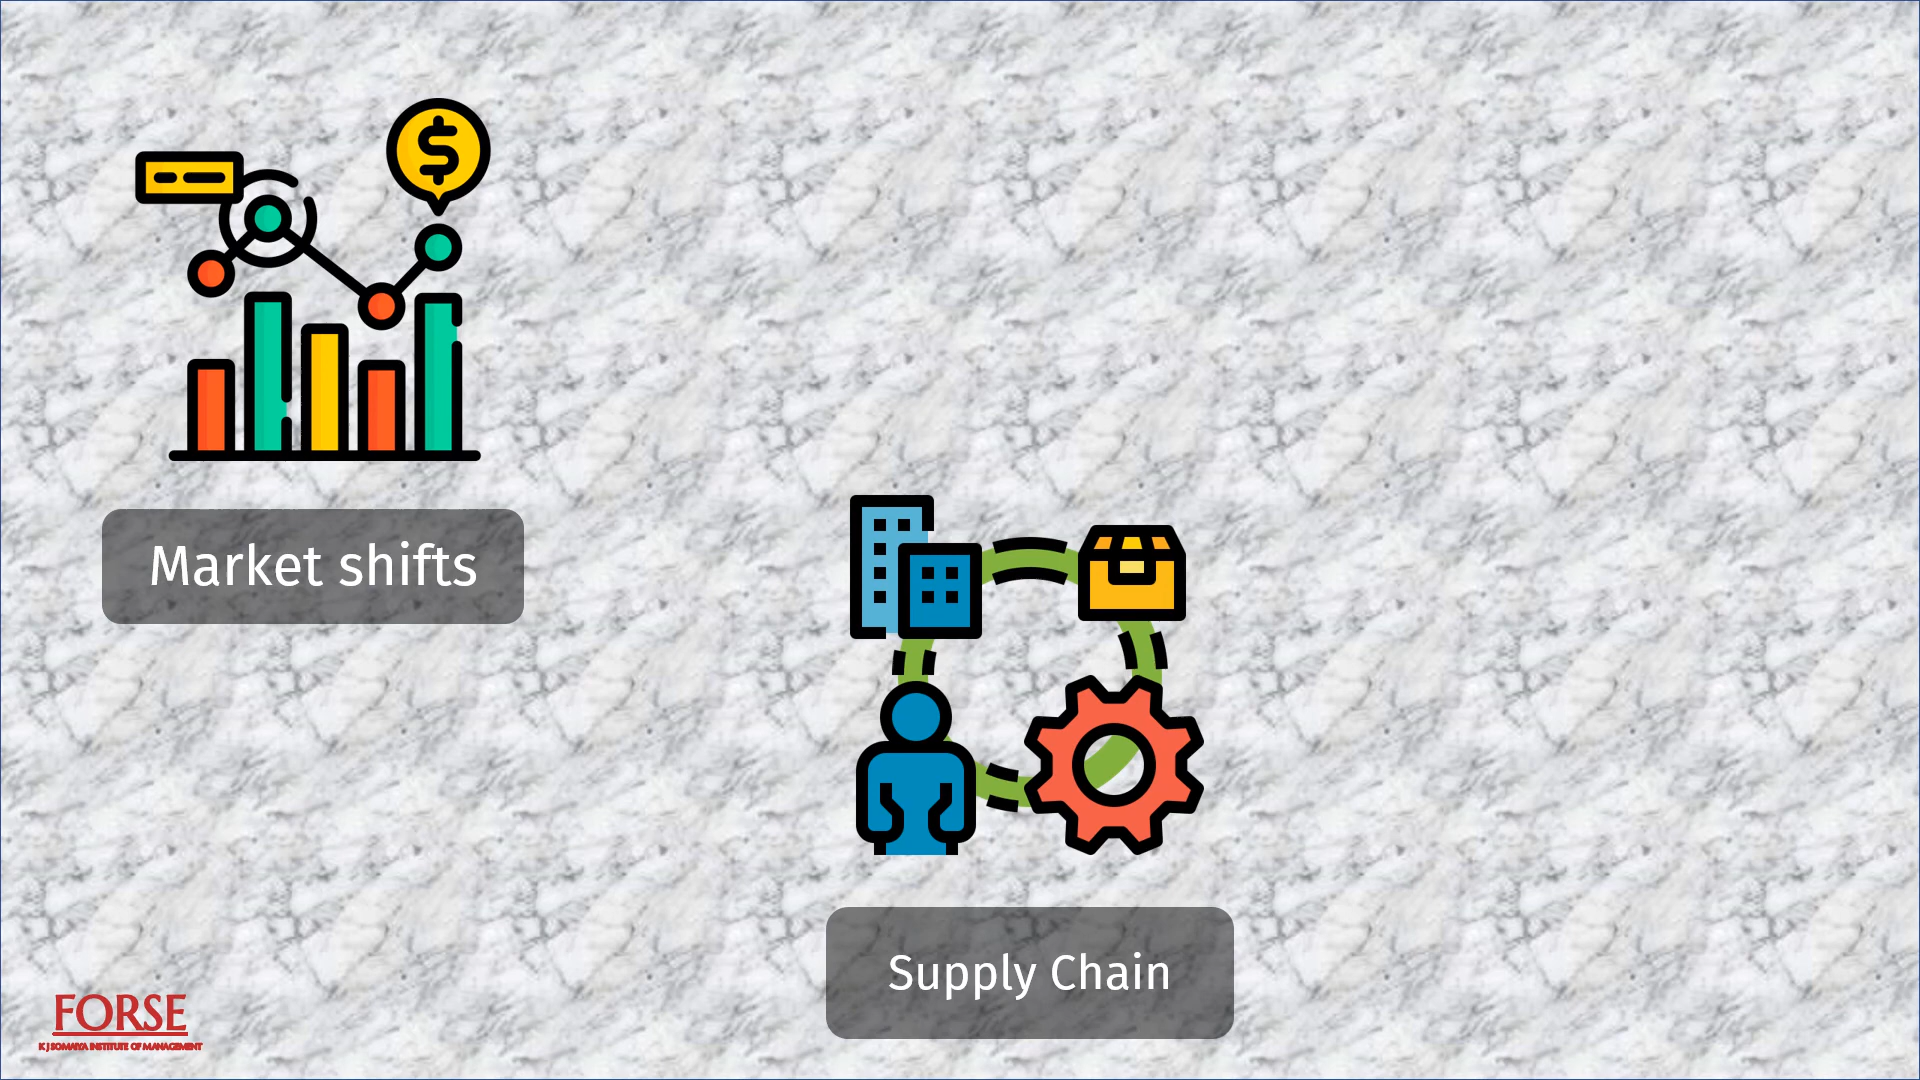 $
Market shifts
Supply Chain
FORSE
K J SOMAIYA INSTITUTE OF MANAGEMENT